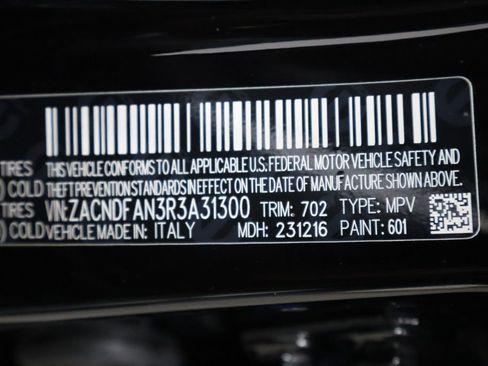 TIRES THIS VEHICLE CONFORMS TO ALL APPLICABLE U.S. FEDERAL MOTOR VEHICLE SAFETY AND
) COLD THEFT PREVENTION STANDARDS IN EFFECT ON THE DATE OF MANUFACTURE SHOWN ABOVE.
TIRES VIN: ZACNDFAN3R3A31300 TRIM: 702 TYPE: MPV
) COLD VEHICLE MADE IN: ITALY MDH: 231216 PAINT: 601